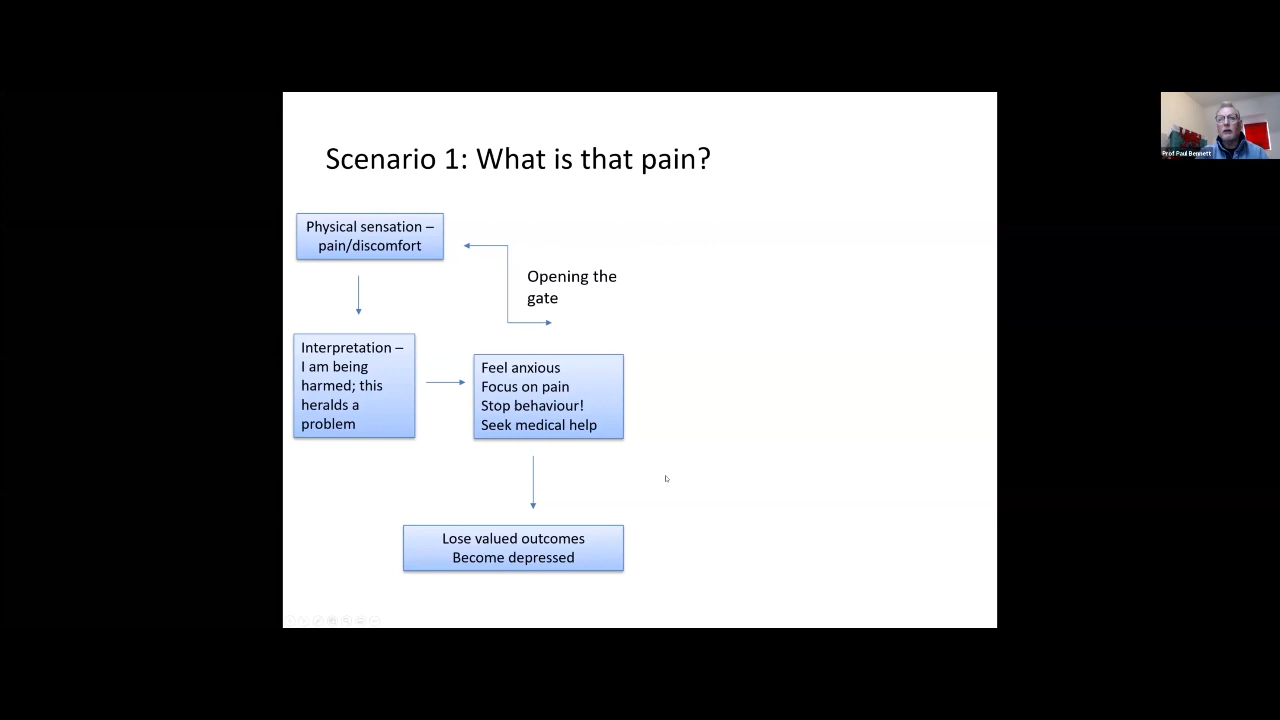 Scenario 1: What is that pain?
Physical sensation –
pain/discomfort
Opening the
gate
Interpretation –
I am being
harmed; this
heralds a
problem
Feel anxious
Focus on pain
Stop behaviour!
Seek medical help
Lose valued outcomes
Become depressed
Prof Paul Bennett